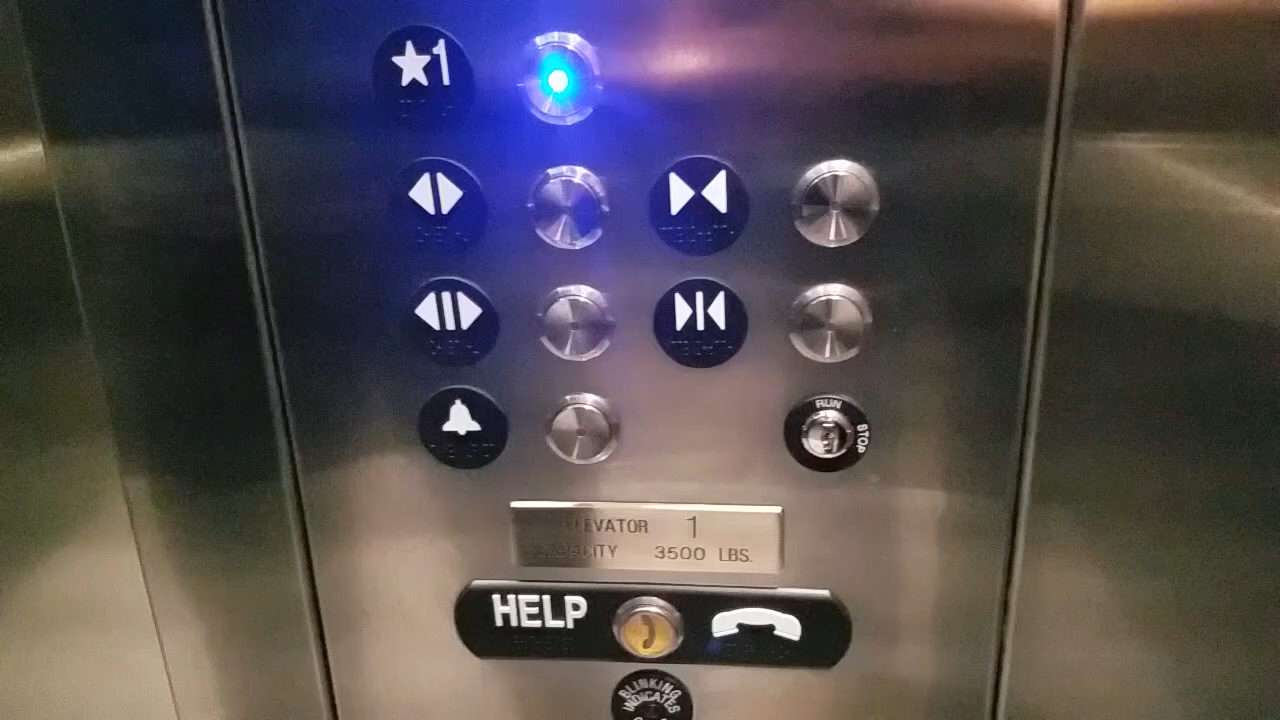 ★1
RUN
STOP
ELEVATOR 1
CAPACITY 3500 LBS.
HELP
BLINKING
INDICATES